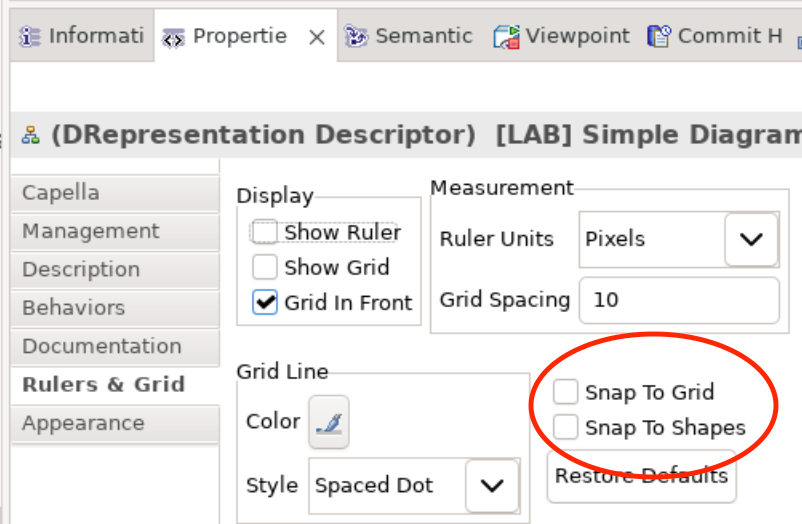 Informati Propertie Semantic Viewpoint Commit H
(DRepresentation Descriptor) [LAB] Simple Diagram
Capella
Management
Description
Behaviors
Documentation
Rulers & Grid
Appearance
Display
Show Ruler
Show Grid
Grid In Front
Measurement
Ruler Units Pixels
Grid Spacing 10
Grid Line
Color
Style Spaced Dot
Snap To Grid
Snap To Shapes
Restore Defaults